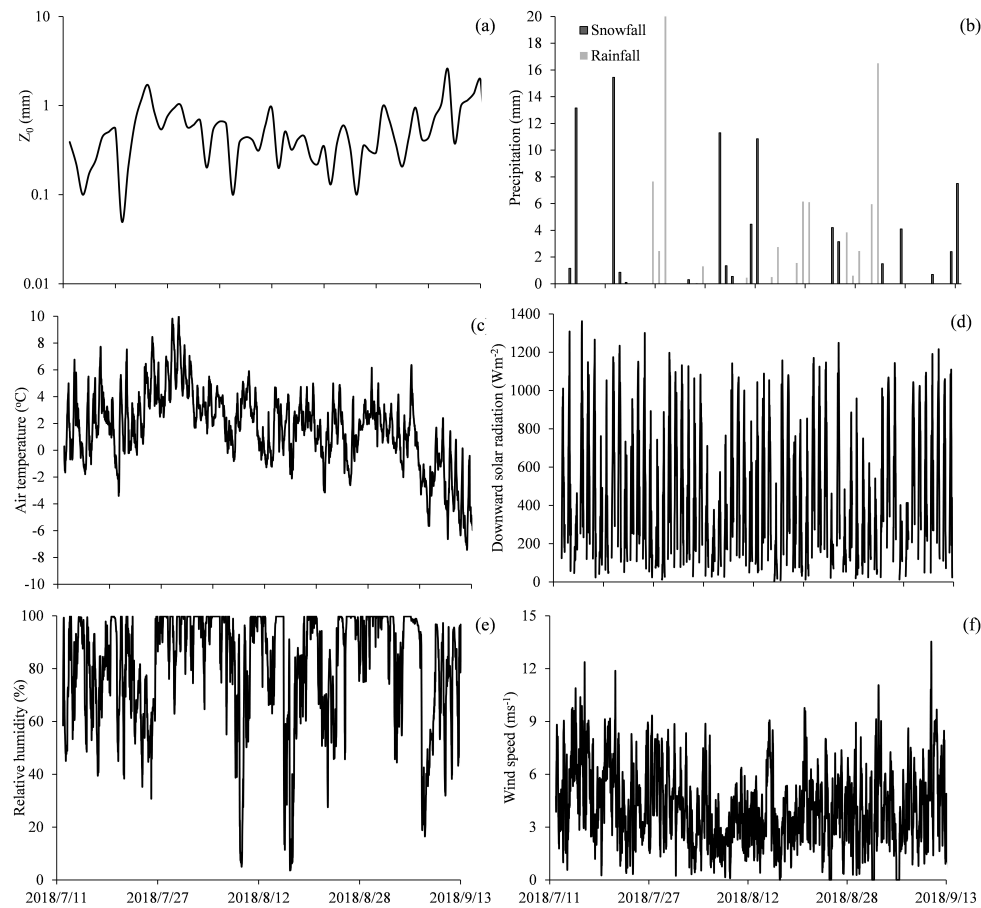 (a)
10
1
0.1
0.01
Z0 (mm)
(b)
Snowfall
Rainfall
20
18
16
14
12
10
8
6
4
2
0
Precipitation (mm)
(c
10
8
6
4
2
0
-2
-4
-6
-8
-10
Air temperature (°C)
(d)
1400
1200
1000
800
600
400
200
0
Downward solar radiation (Wm-2)
(e)
100
80
60
40
20
0
Relative humidity (%)
2018/7/11 2018/7/27 2018/8/12 2018/8/28 2018/9/13
(f)
15
12
9
6
3
0
Wind speed (ms-1)
2018/7/11 2018/7/27 2018/8/12 2018/8/28 2018/9/13